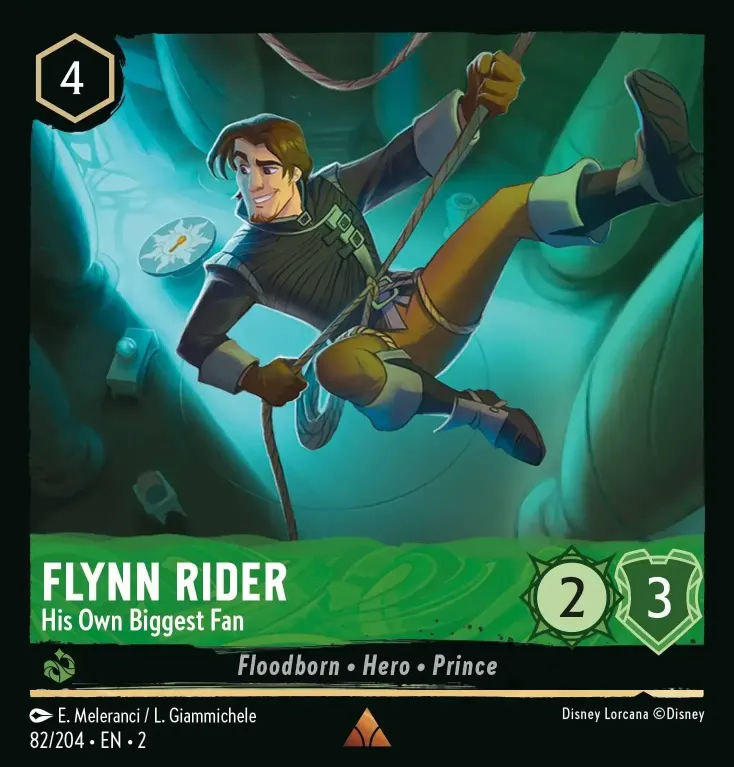 4
FLYNN RIDER
His Own Biggest Fan
2
3
Floodborn • Hero • Prince
E. Meleranci / L. Giammichele
Disney Lorcana ©Disney
82/204 • EN • 2